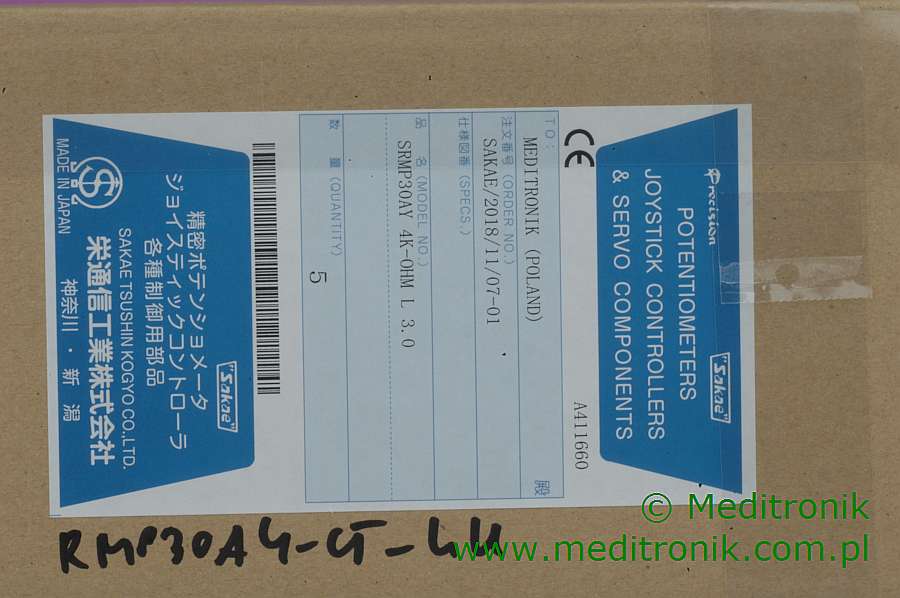 Precision
POTENTIOMETERS
JOYSTICK CONTROLLERS
& SERVO COMPONENTS
"Sakae"
CE
A411660
TO:
MEDITRONIK (POLAND)
殿
注文番号 (ORDER NO.)
SAKAE/2018/11/07-01
仕様図番 (SPECS.)
品 名 (MODEL NO.)
SRMP30AY 4K-OHM L 3.0
数 量 (QUANTITY)
5
"Sakae"
精密ポテンショメータ
ジョイスティックコントローラ
各種制御用部品
SAKAE TSUSHIN KOGYO CO.,LTD.
栄通信工業株式会社
神奈川・新潟
MADE IN JAPAN
RMP30AY-CT-4K
© Meditronik
www.meditronik.com.pl